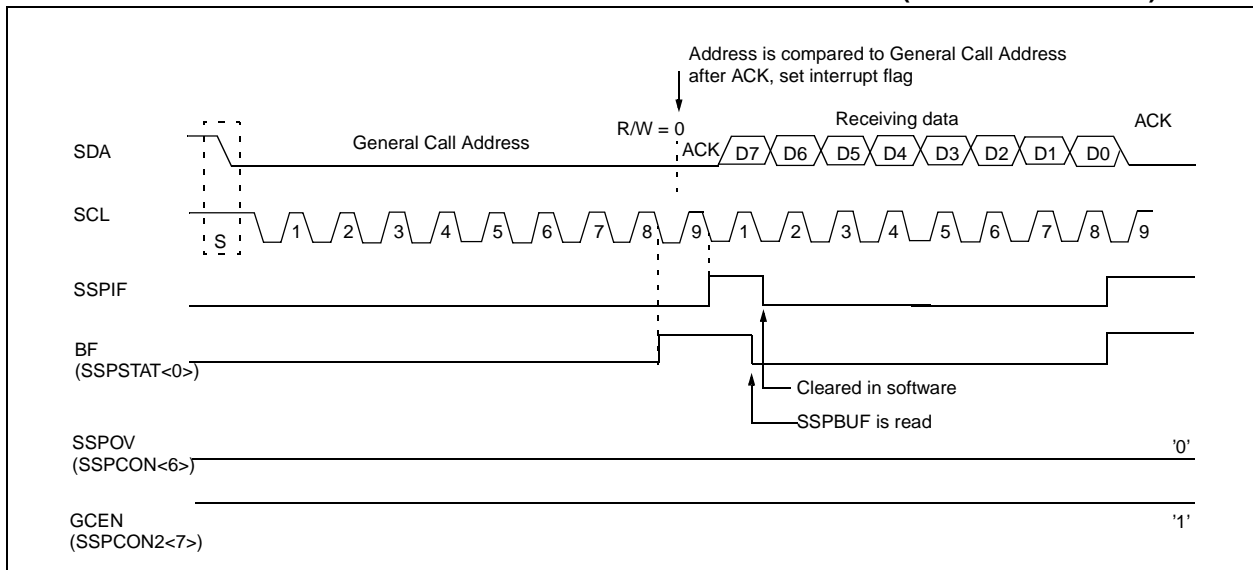 Address is compared to General Call Address
after ACK, set interrupt flag
R/W = 0
Receiving data
ACK
SDA
General Call Address
ACK
D7 D6 D5 D4 D3 D2 D1 D0
SCL
S
1 2 3 4 5 6 7 8 9 1 2 3 4 5 6 7 8 9
SSPIF
BF
(SSPSTAT<0>)
Cleared in software
SSPBUF is read
SSPOV
(SSPCON<6>)
'0'
GCEN
(SSPCON2<7>)
'1'